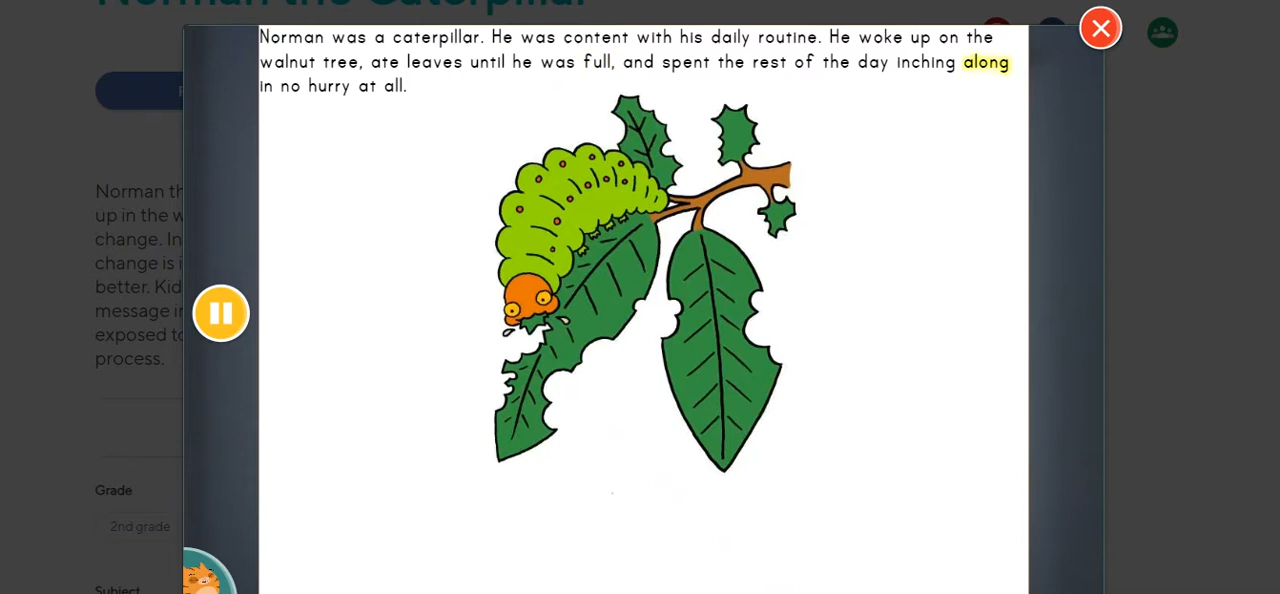 Norman the Caterpillar
Norman was a caterpillar. He was content with his daily routine. He woke up on the
walnut tree, ate leaves until he was full, and spent the rest of the day inching along
in no hurry at all.
Norman th
up in the w
change. In
change is i
better. Kid
message in
exposed to
process.
Grade
2nd grade
Subject